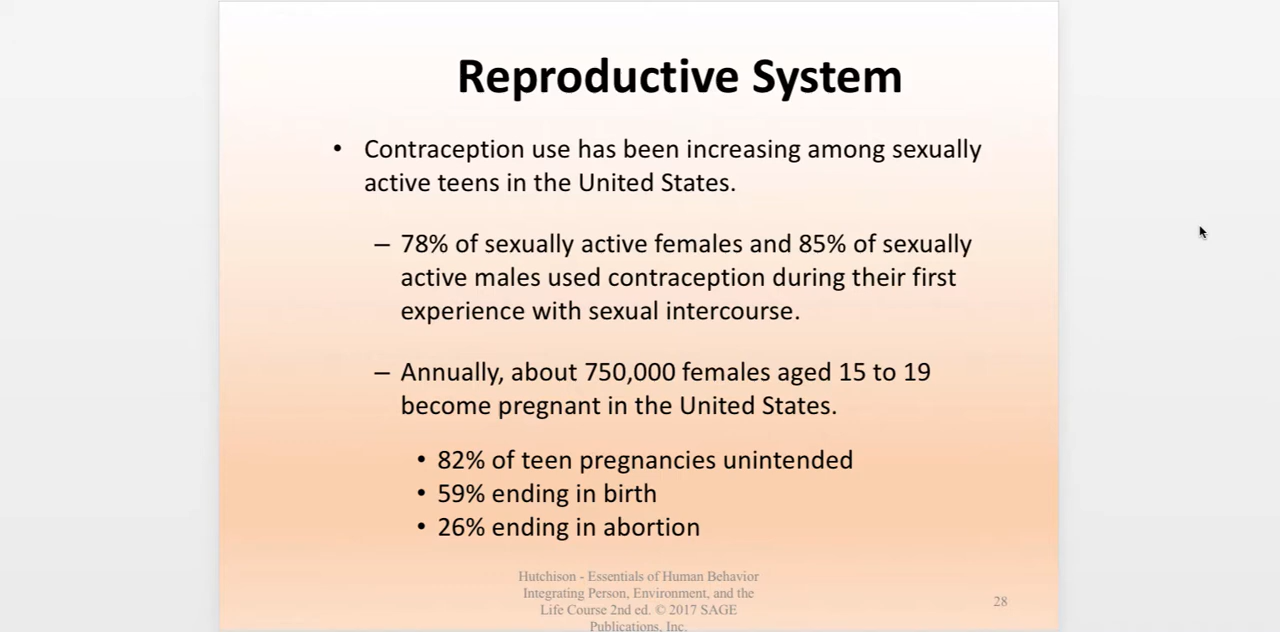 Reproductive System
• Contraception use has been increasing among sexually
active teens in the United States.
– 78% of sexually active females and 85% of sexually
active males used contraception during their first
experience with sexual intercourse.
– Annually, about 750,000 females aged 15 to 19
become pregnant in the United States.
• 82% of teen pregnancies unintended
• 59% ending in birth
• 26% ending in abortion
Hutchison - Essentials of Human Behavior
Integrating Person, Environment, and the
Life Course 2nd ed. © 2017 SAGE
Publications, Inc.
28